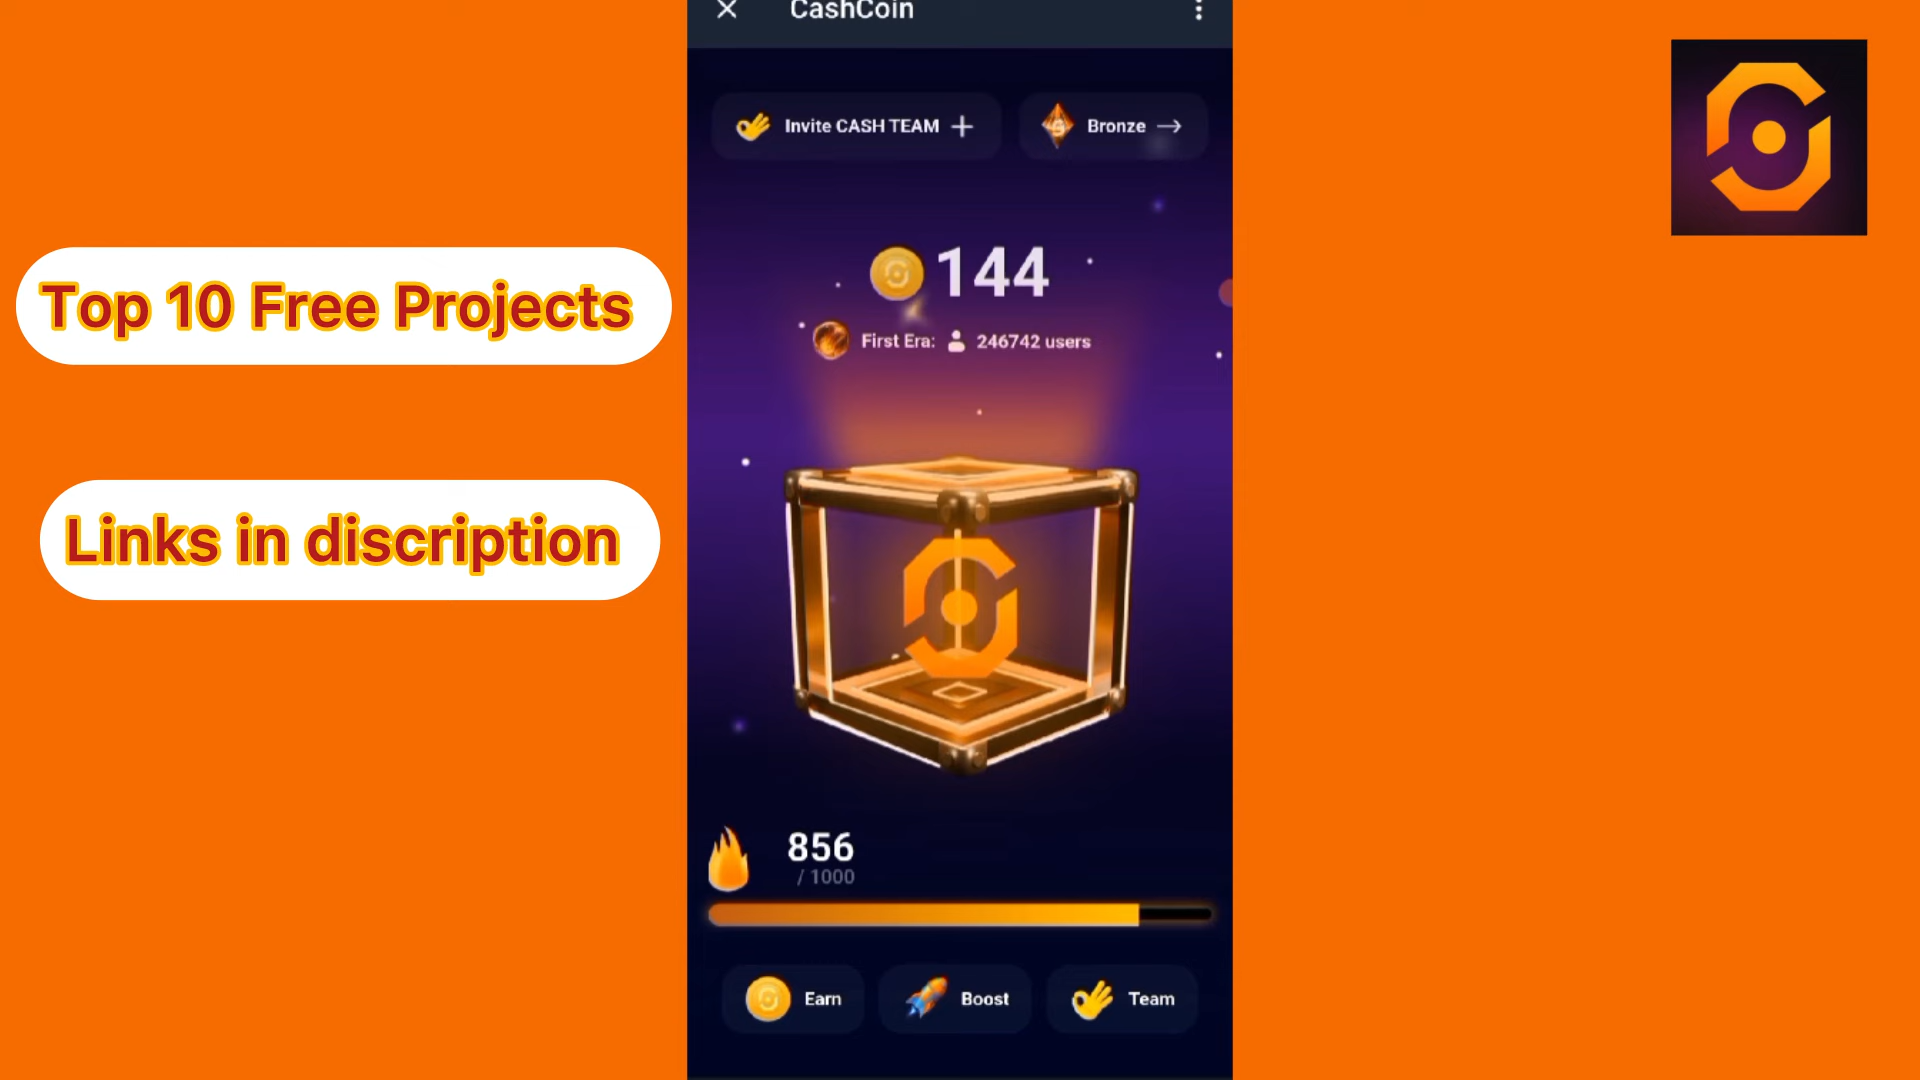 CashCoin
Invite CASH TEAM
Bronze
144
First Era: 246742 users
Top 10 Free Projects
Links in discription
856
/ 1000
Earn
Boost
Team